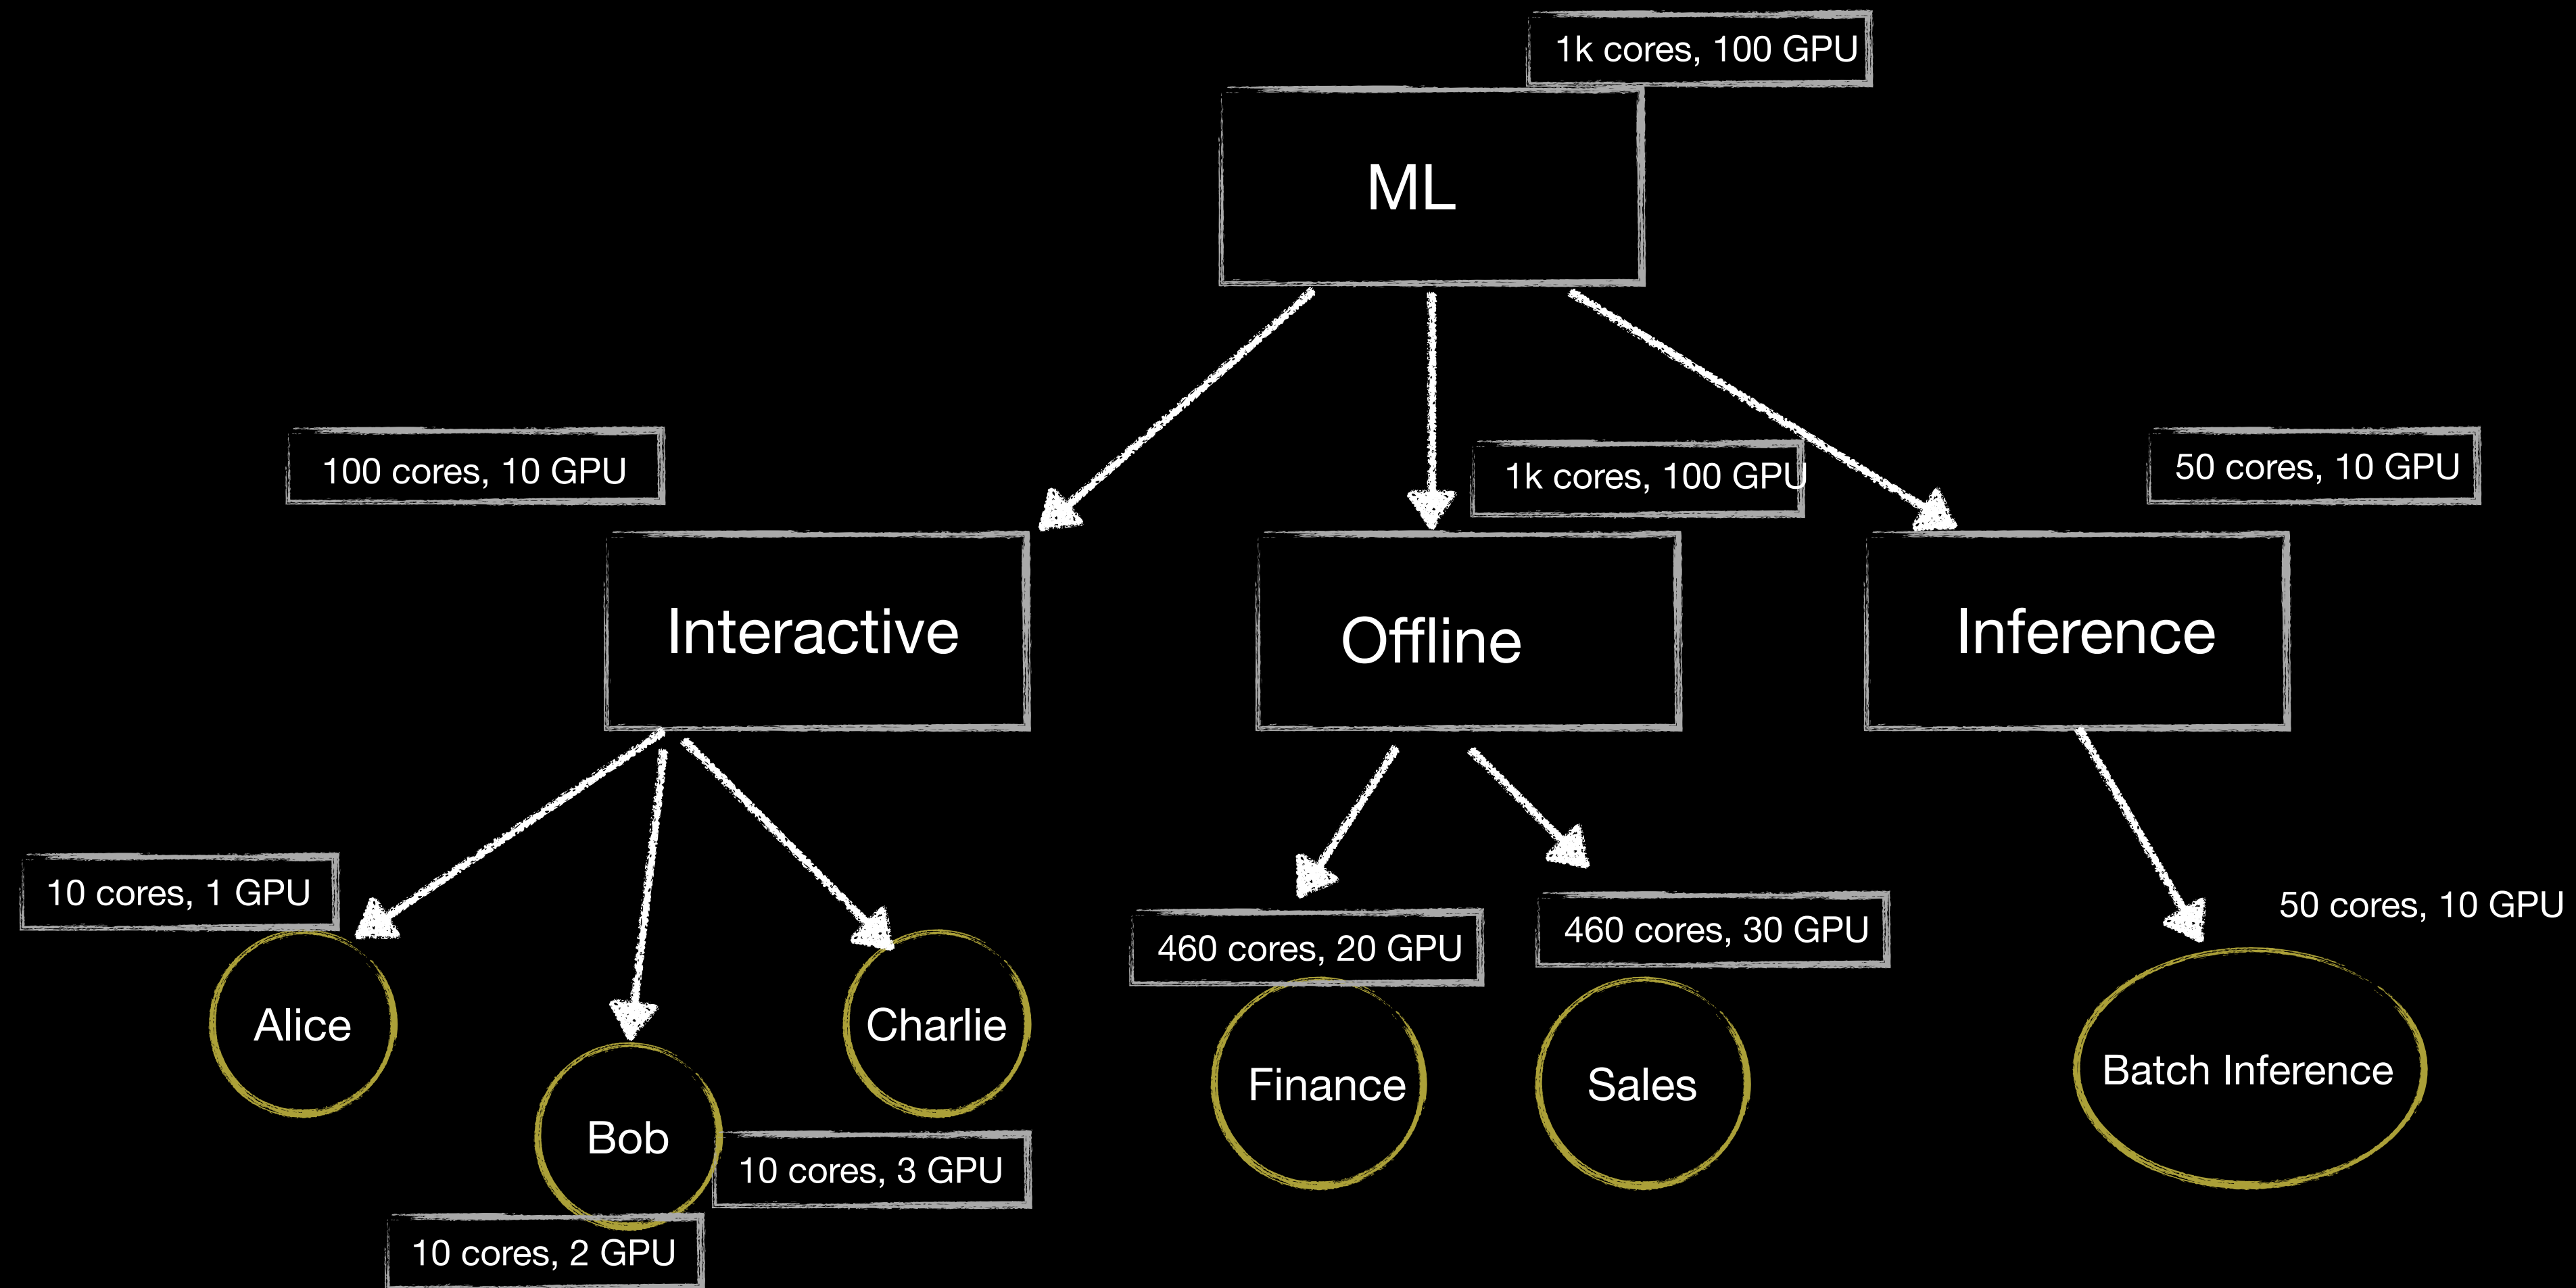 1k cores, 100 GPU
ML
100 cores, 10 GPU
1k cores, 100 GPU
50 cores, 10 GPU
Interactive
Offline
Inference
10 cores, 1 GPU
460 cores, 20 GPU
460 cores, 30 GPU
50 cores, 10 GPU
Alice
Charlie
Bob
Finance
Sales
Batch Inference
10 cores, 3 GPU
10 cores, 2 GPU